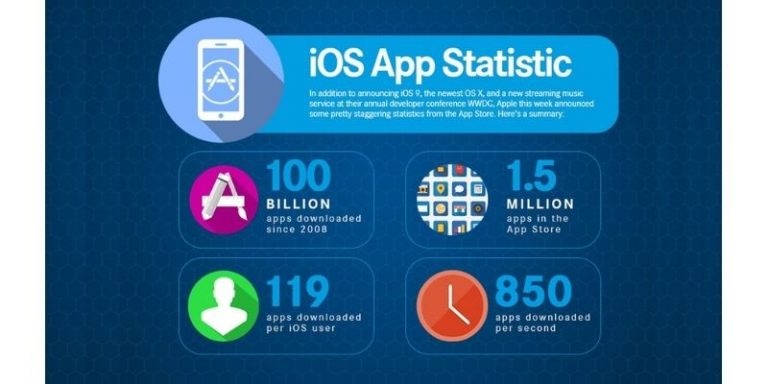 iOS App Statistic
In addition to announcing iOS 9, the newest OS X, and a new streaming music
service at their annual developer conference WWDC, Apple this week announced
some pretty staggering statistics from the App Store. Here's a summary:
100
BILLION
apps downloaded
since 2008
1.5
MILLION
apps in the
App Store
119
apps downloaded
per iOS user
850
apps downloaded
per second